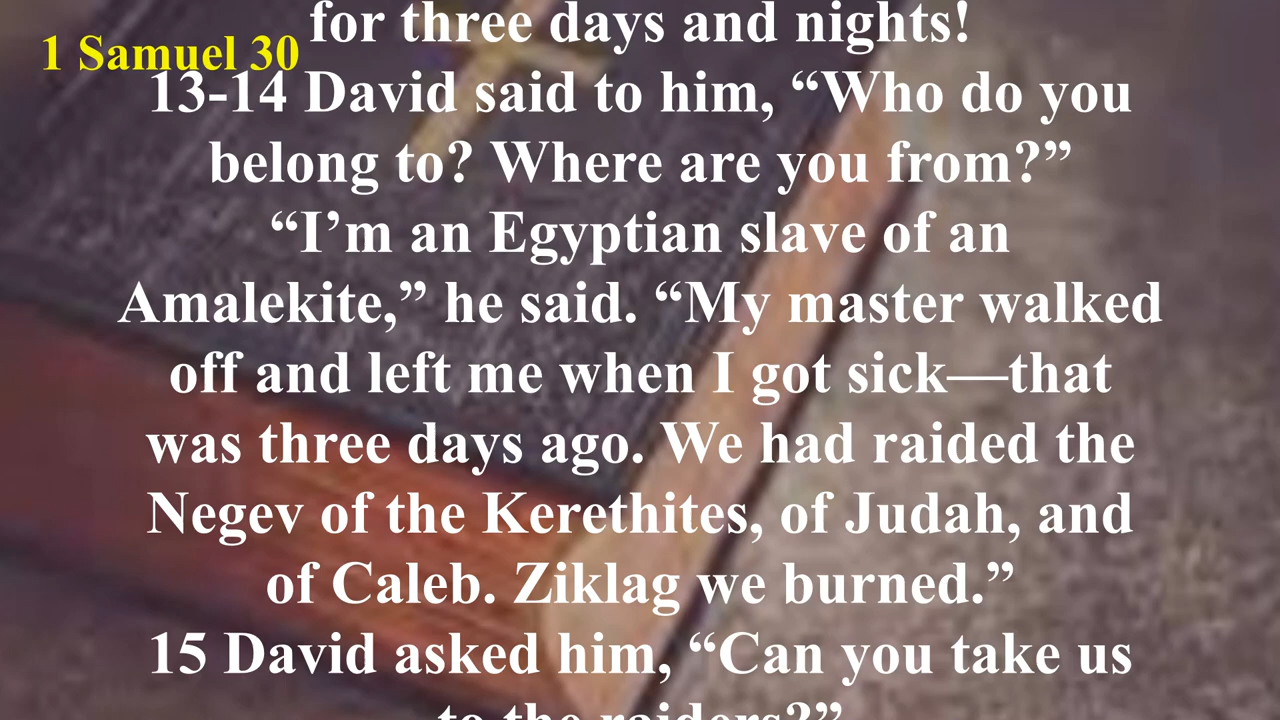 for three days and nights!
1 Samuel 30
13-14 David said to him, “Who do you
belong to? Where are you from?”
“I’m an Egyptian slave of an
Amalekite,” he said. “My master walked
off and left me when I got sick—that
was three days ago. We had raided the
Negev of the Kerethites, of Judah, and
of Caleb. Ziklag we burned.”
15 David asked him, “Can you take us
to the raiders?”